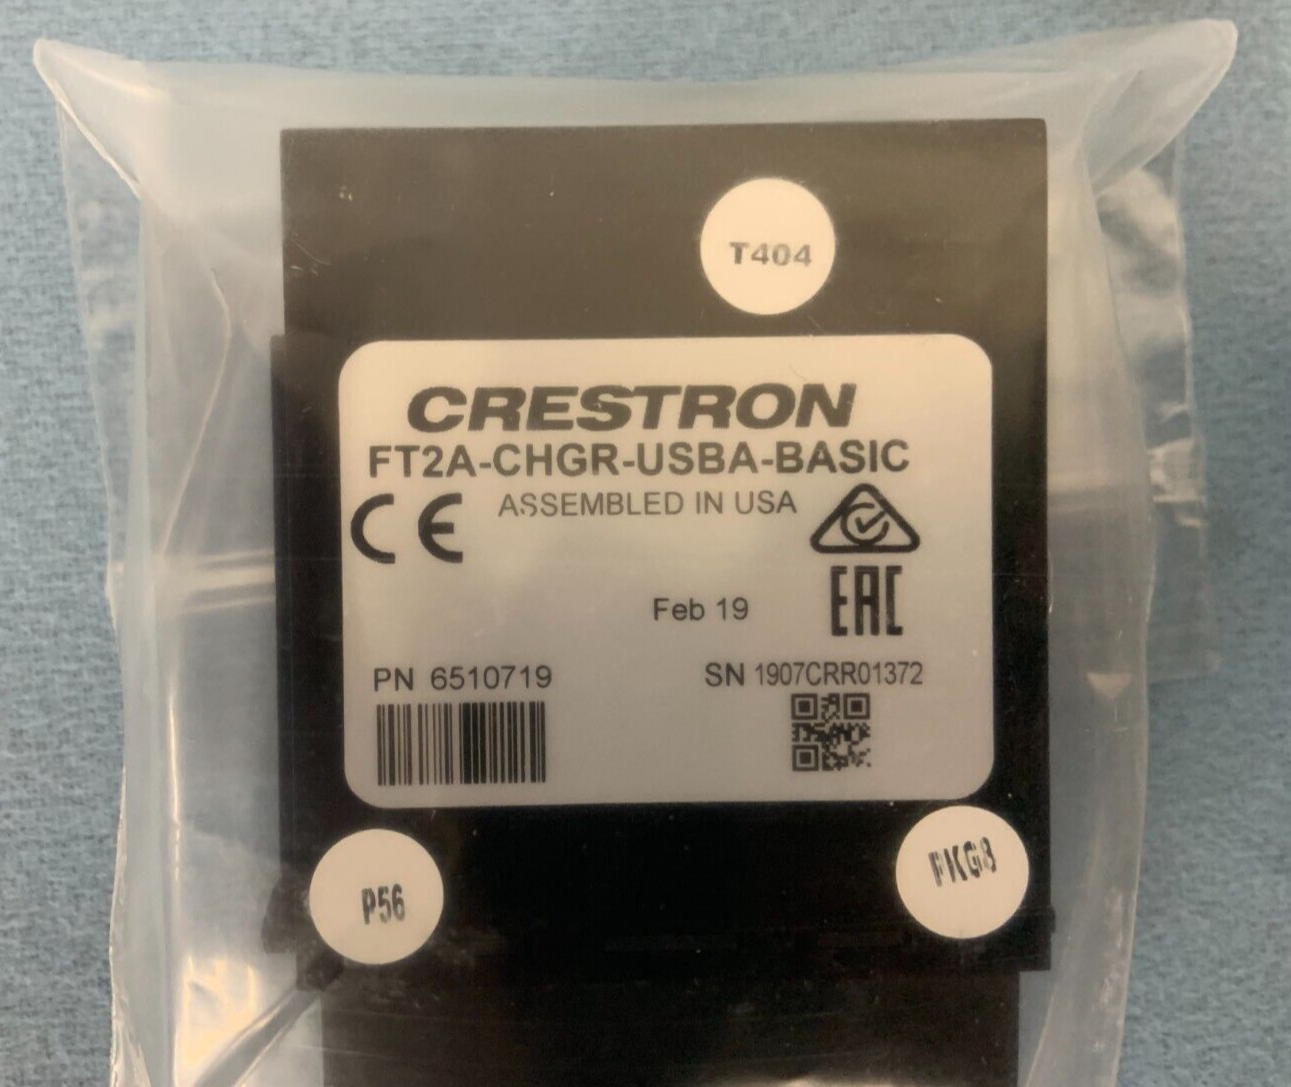 T404
CRESTRON
FT2A-CHGR-USBA-BASIC
CE ASSEMBLED IN USA
EAC
Feb 19
PN 6510719
SN 1907CRR01372
P56
PKG8